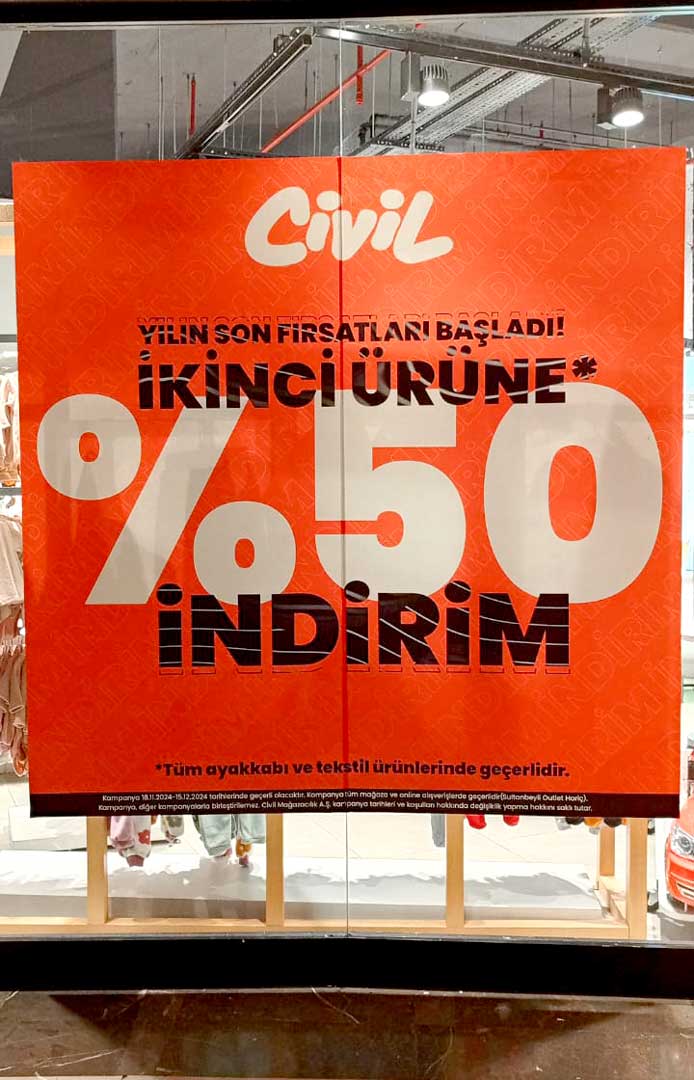 Civil
YILIN SON FIRSATLARI BAŞLADI!
İKİNCİ ÜRÜNE*
%50
İNDİRİM
*Tüm ayakkabı ve tekstil ürünlerinde geçerlidir.
Kampanya 18.11.2024-15.12.2024 tarihlerinde geçerli olacaktır. Kampanya tüm mağaza ve online alışverişlerde geçerlidir(Sultanbeyli Outlet Hariç).
Kampanya, diğer kampanyalarla birleştirilemez. Civil Mağazacılık A.Ş. kampanya tarihleri ve koşulları hakkında değişiklik yapma hakkını saklı tutar.